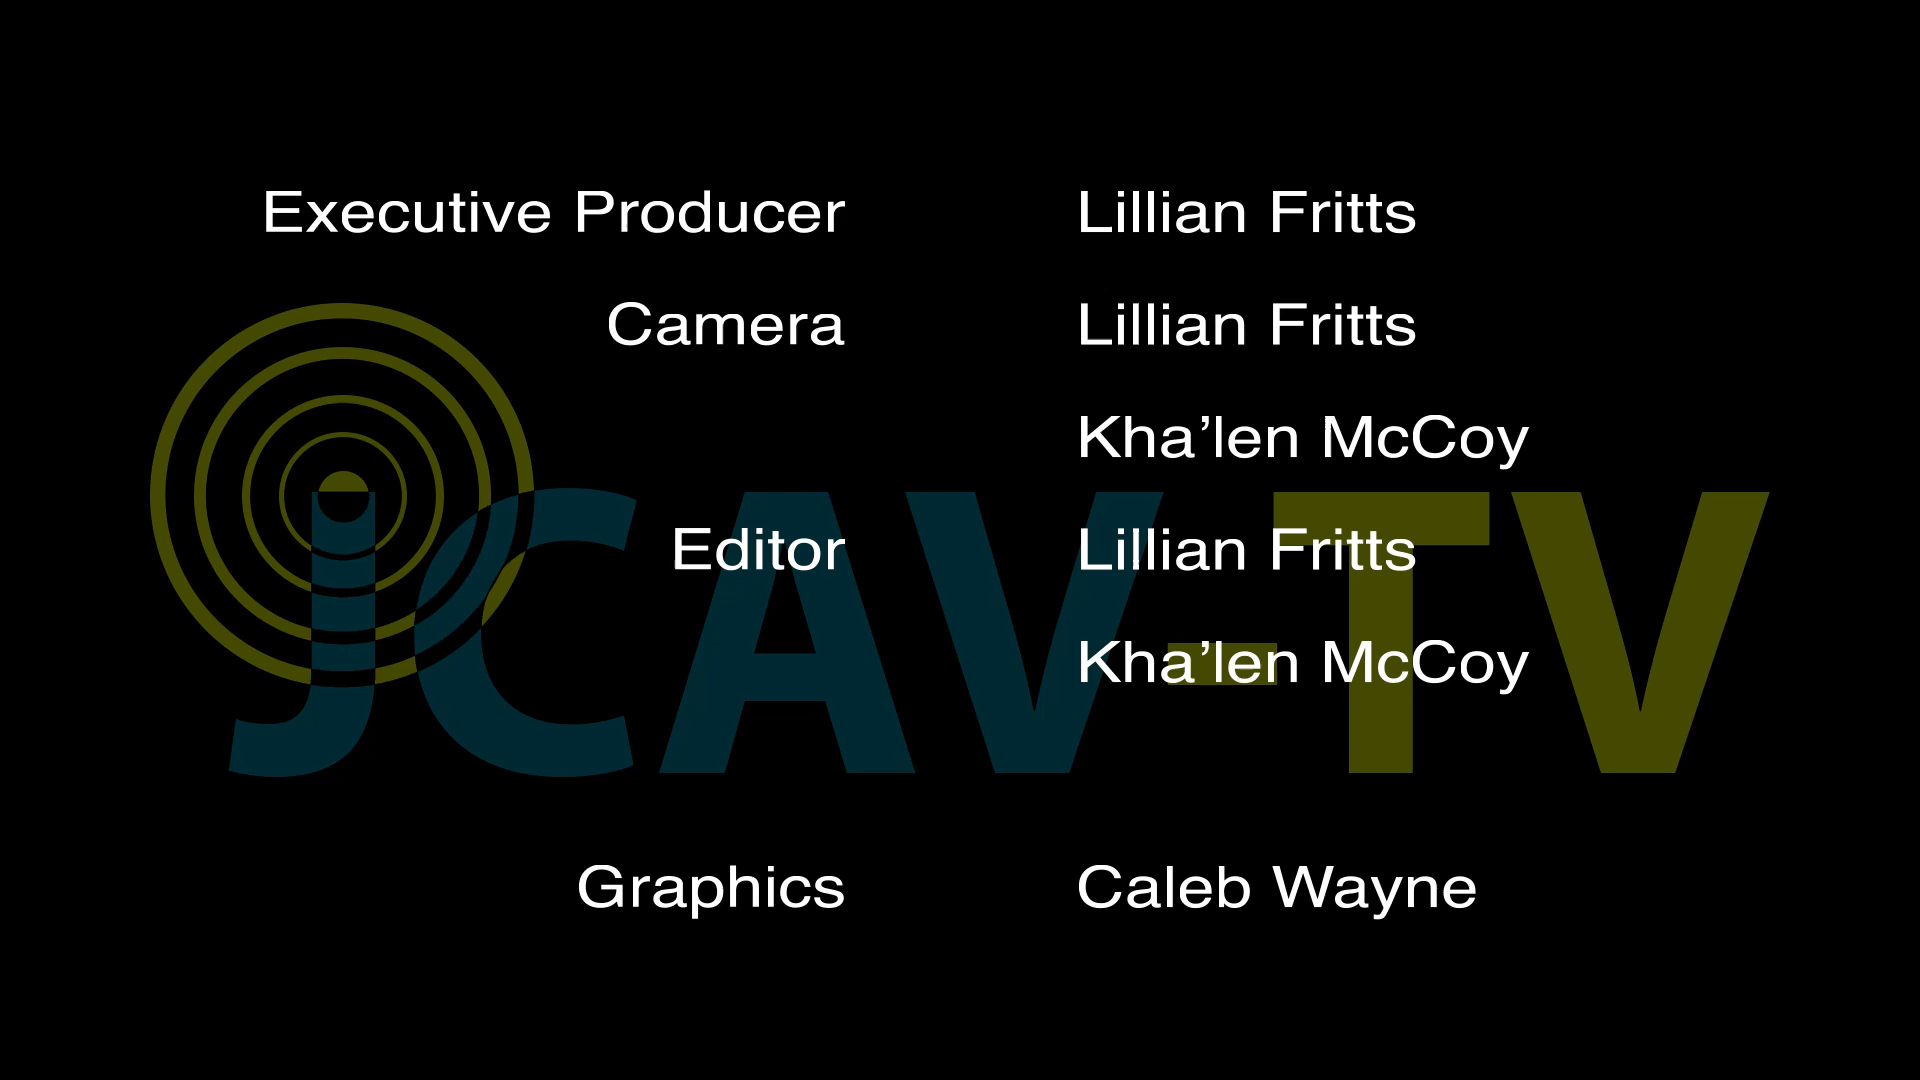 Executive Producer Lillian Fritts
Camera Lillian Fritts
Kha’len McCoy
Editor Lillian Fritts
Kha’len McCoy
JCAV-TV
Graphics Caleb Wayne